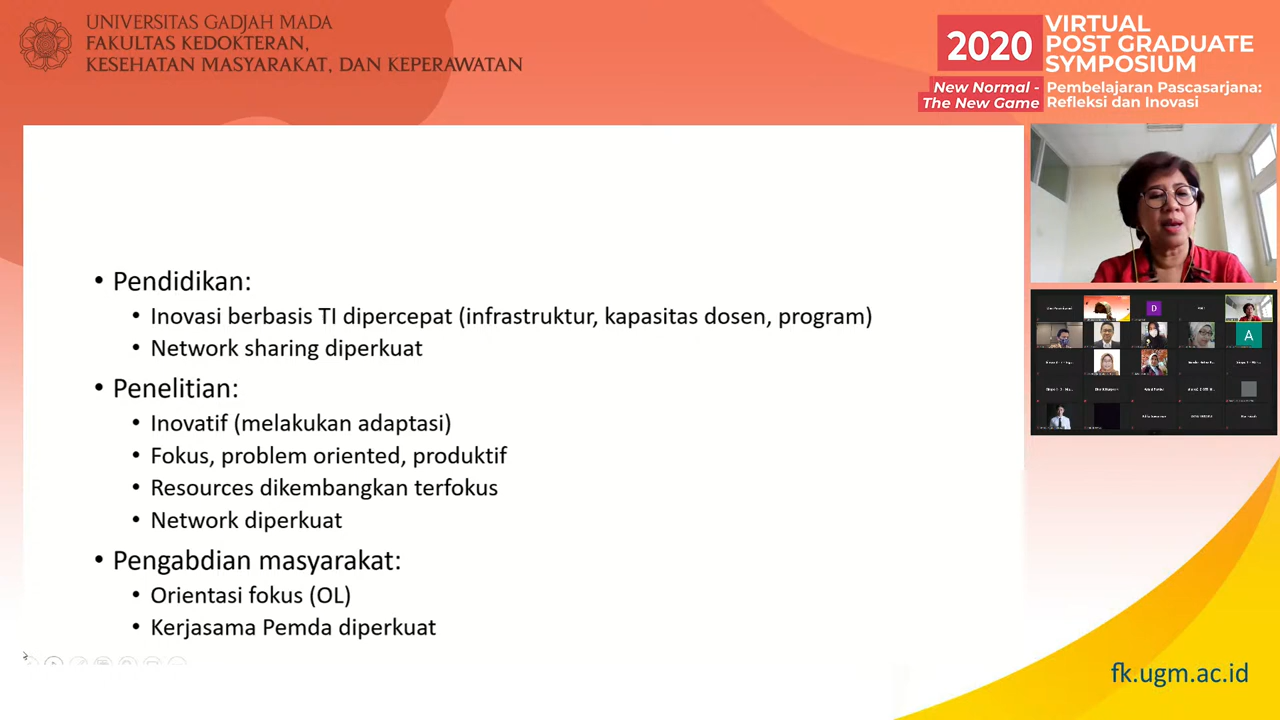 UNIVERSITAS GADJAH MADA
FAKULTAS KEDOKTERAN,
KESEHATAN MASYARAKAT, DAN KEPERAWATAN
2020
VIRTUAL
POST GRADUATE
SYMPOSIUM
New Normal -
The New Game
Pembelajaran Pascasarjana:
Refleksi dan Inovasi
• Pendidikan:
• Inovasi berbasis TI dipercepat (infrastruktur, kapasitas dosen, program)
• Network sharing diperkuat
• Penelitian:
• Inovatif (melakukan adaptasi)
• Fokus, problem oriented, produktif
• Resources dikembangkan terfokus
• Network diperkuat
• Pengabdian masyarakat:
• Orientasi fokus (OL)
• Kerjasama Pemda diperkuat
D
A
fk.ugm.ac.id